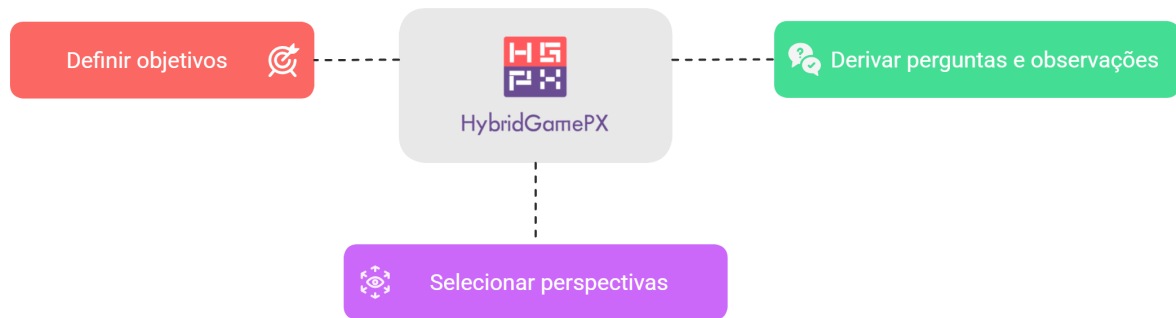 Definir objetivos
HG
PX
HybridGamePX
Derivar perguntas e observações
Selecionar perspectivas